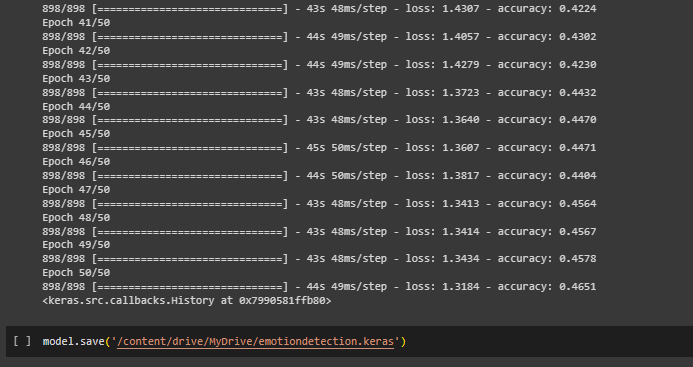 898/898 [==============================] - 43s 48ms/step - loss: 1.4307 - accuracy: 0.4224
Epoch 41/50
898/898 [==============================] - 44s 49ms/step - loss: 1.4057 - accuracy: 0.4302
Epoch 42/50
898/898 [==============================] - 44s 49ms/step - loss: 1.4279 - accuracy: 0.4230
Epoch 43/50
898/898 [==============================] - 43s 48ms/step - loss: 1.3723 - accuracy: 0.4432
Epoch 44/50
898/898 [==============================] - 43s 48ms/step - loss: 1.3640 - accuracy: 0.4470
Epoch 45/50
898/898 [==============================] - 45s 50ms/step - loss: 1.3607 - accuracy: 0.4471
Epoch 46/50
898/898 [==============================] - 44s 50ms/step - loss: 1.3817 - accuracy: 0.4404
Epoch 47/50
898/898 [==============================] - 43s 48ms/step - loss: 1.3413 - accuracy: 0.4564
Epoch 48/50
898/898 [==============================] - 43s 48ms/step - loss: 1.3414 - accuracy: 0.4567
Epoch 49/50
898/898 [==============================] - 43s 48ms/step - loss: 1.3434 - accuracy: 0.4578
Epoch 50/50
898/898 [==============================] - 44s 49ms/step - loss: 1.3184 - accuracy: 0.4651
<keras.src.callbacks.History at 0x7990581ffb80>
[ ] model.save('/content/drive/MyDrive/emotiondetection.keras')